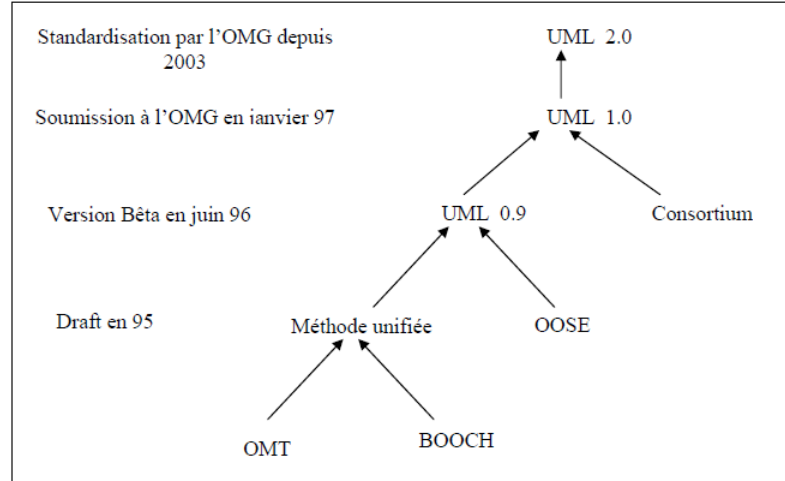 Standardisation par l'OMG depuis
2003
UML 2.0
Soumission à l'OMG en janvier 97
UML 1.0
Version Bêta en juin 96
UML 0.9
Consortium
Draft en 95
Méthode unifiée
OOSE
OMT
BOOCH